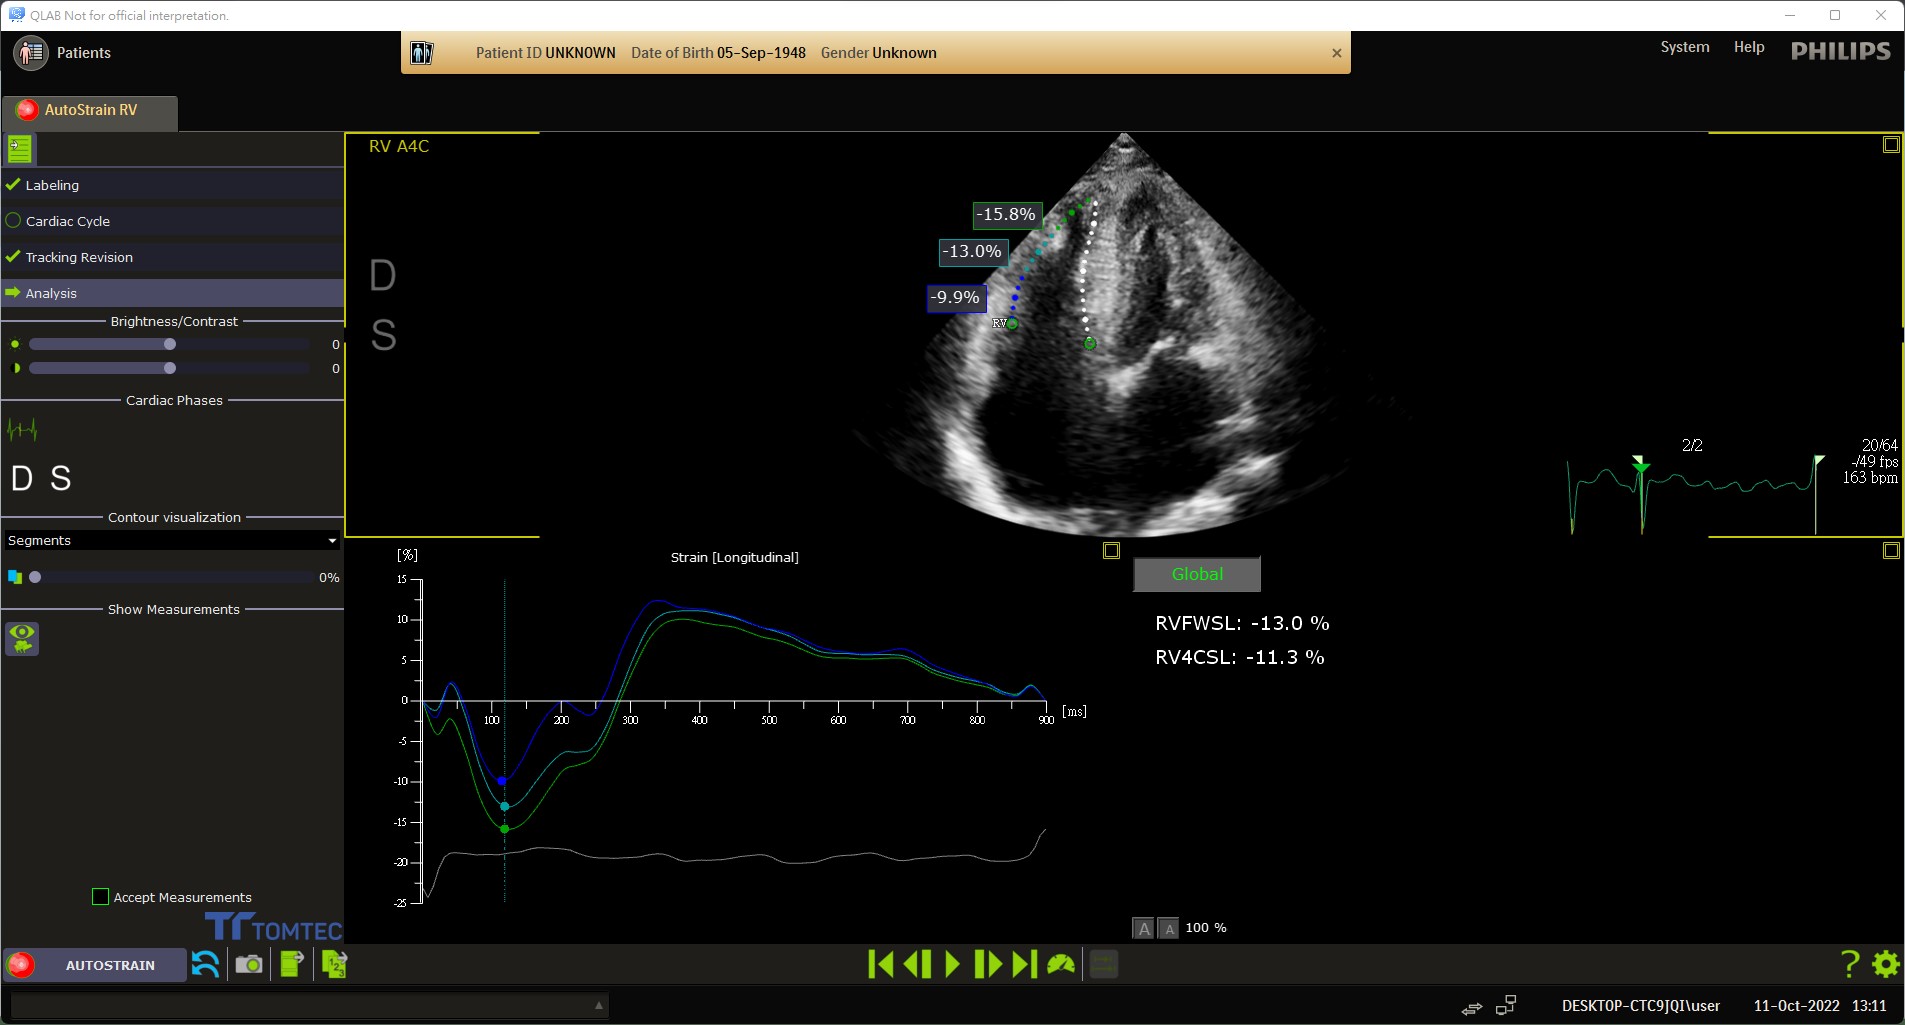 QLAB Not for official interpretation.
Patients
Patient ID UNKNOWN Date of Birth 05-Sep-1948 Gender Unknown
System Help PHILIPS
AutoStrain RV
Labeling
Cardiac Cycle
Tracking Revision
Analysis
Brightness/Contrast
0
0
Cardiac Phases
D S
Contour visualization
Segments
0%
Show Measurements
Accept Measurements
TOMTEC
RV A4C
D
S
-15.8%
-13.0%
-9.9%
RV
2/2
20/64
-/49 fps
163 bpm
[%]
Strain [Longitudinal]
15
10
5
0
-5
-10
-15
-20
-25
100 200 300 400 500 600 700 800 900 [ms]
Global
RVFWSL: -13.0 %
RV4CSL: -11.3 %
A A 100 %
AUTOSTRAIN
1 2 3
?
DESKTOP-CTC9JQI\user 11-Oct-2022 13:11